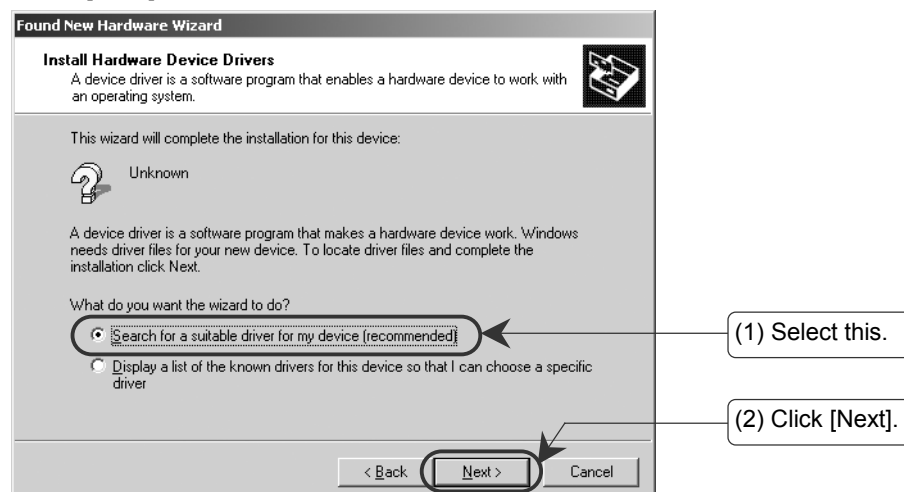 Found New Hardware Wizard
Install Hardware Device Drivers
A device driver is a software program that enables a hardware device to work with
an operating system.
This wizard will complete the installation for this device:
Unknown
A device driver is a software program that makes a hardware device work. Windows
needs driver files for your new device. To locate driver files and complete the
installation click Next.
What do you want the wizard to do?
Search for a suitable driver for my device (recommended)
(1) Select this.
Display a list of the known drivers for this device so that I can choose a specific
driver
(2) Click [Next].
< Back
Next >
Cancel